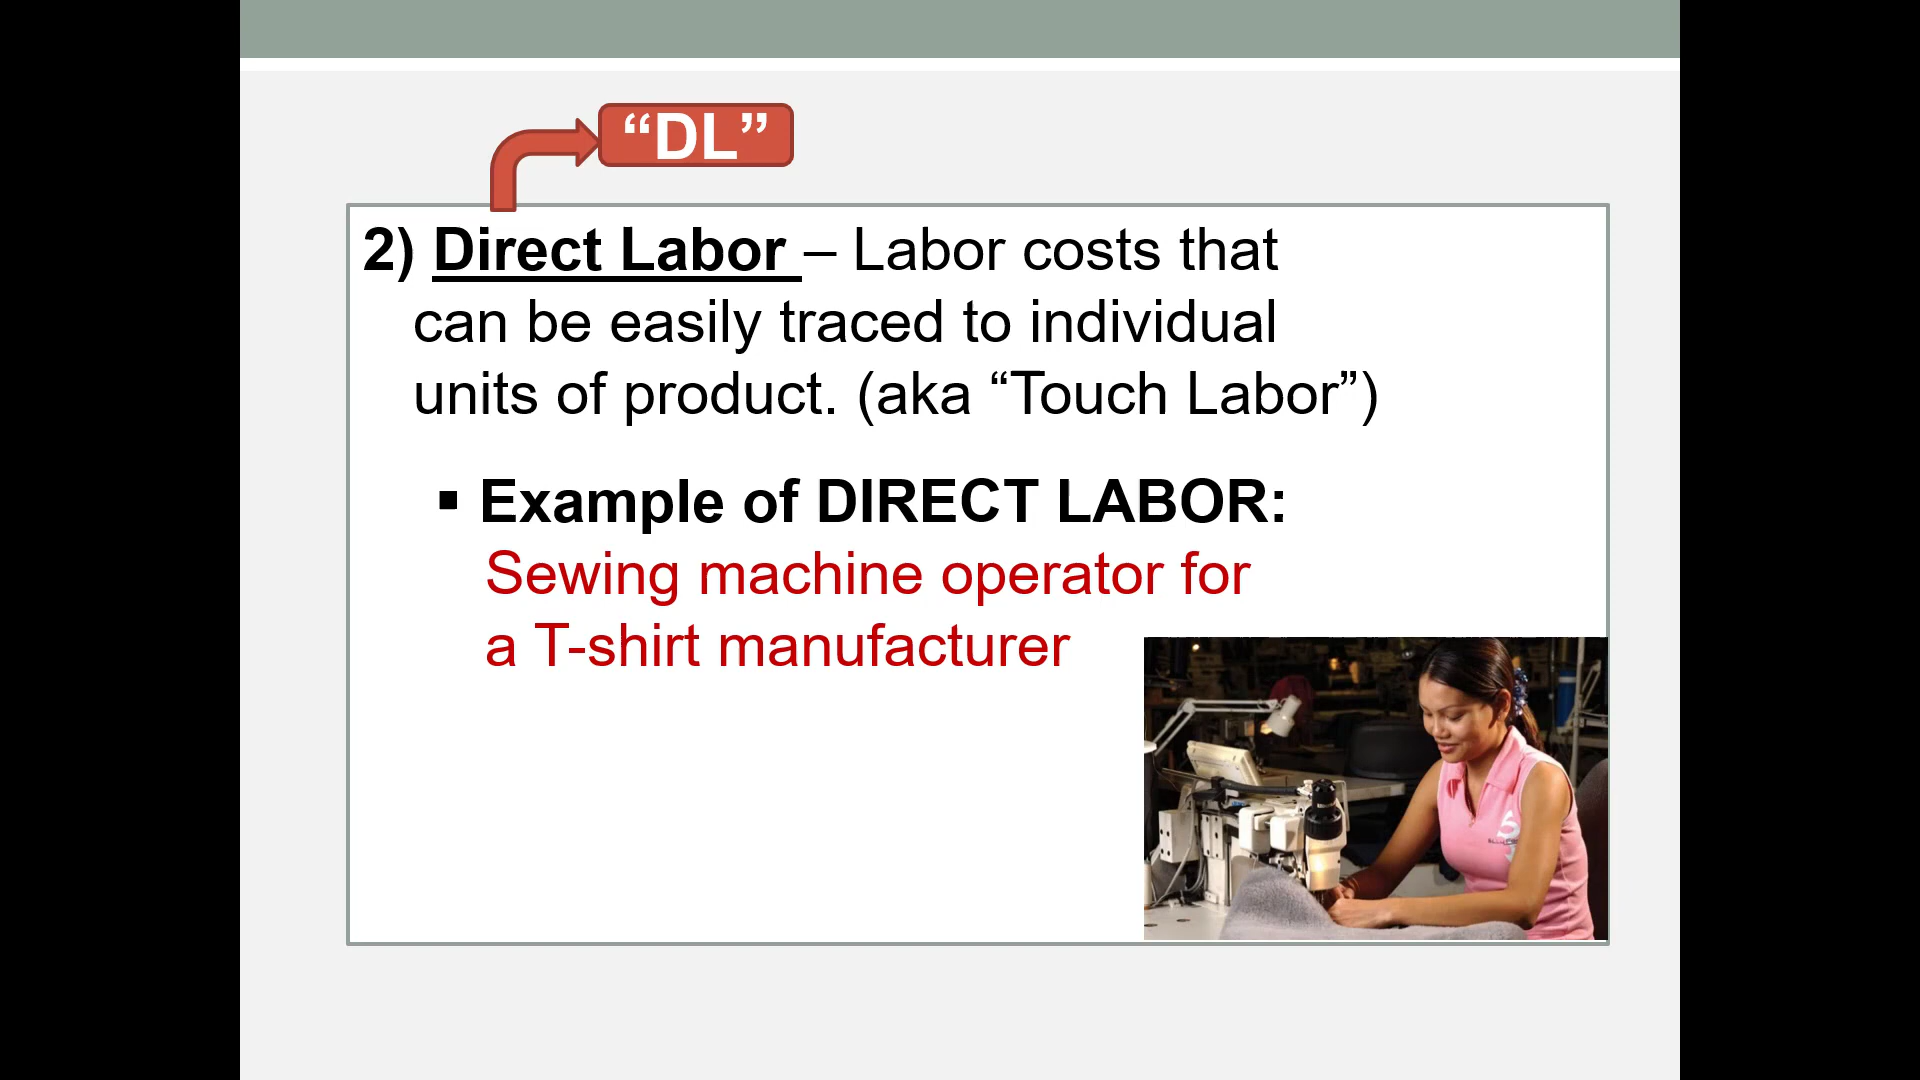 “DL”
2) Direct Labor – Labor costs that
can be easily traced to individual
units of product. (aka “Touch Labor”)
▪ Example of DIRECT LABOR:
Sewing machine operator for
a T-shirt manufacturer